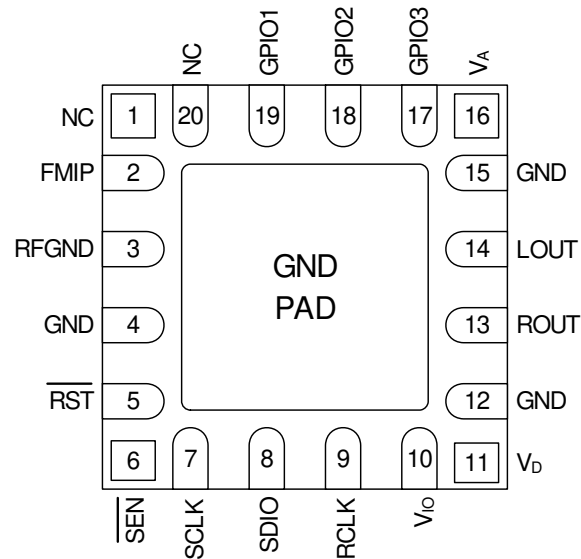 NC GPIO1 GPIO2 GPIO3 VA
NC 1 20 19 18 17 16
FMIP 2 15 GND
RFGND 3 14 LOUT
GND
PAD
GND 4 13 ROUT
RST 5 12 GND
6 7 8 9 10 11 VD
SEN SCLK SDIO RCLK VIO